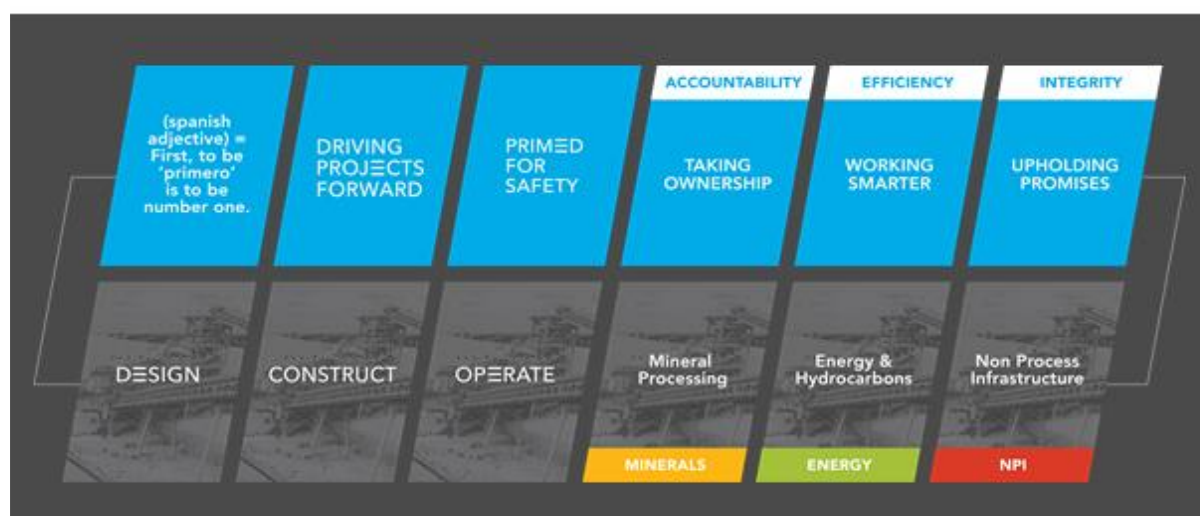 (spanish
adjective) =
First, to be
'primero'
is to be
number one.
DRIVING
PROJECTS
FORWARD
PRIMED
FOR
SAFETY
ACCOUNTABILITY
TAKING
OWNERSHIP
EFFICIENCY
WORKING
SMARTER
INTEGRITY
UPHOLDING
PROMISES
DESIGN
CONSTRUCT
OPERATE
Mineral
Processing
MINERALS
Energy &
Hydrocarbons
ENERGY
Non Process
Infrastructure
NPI